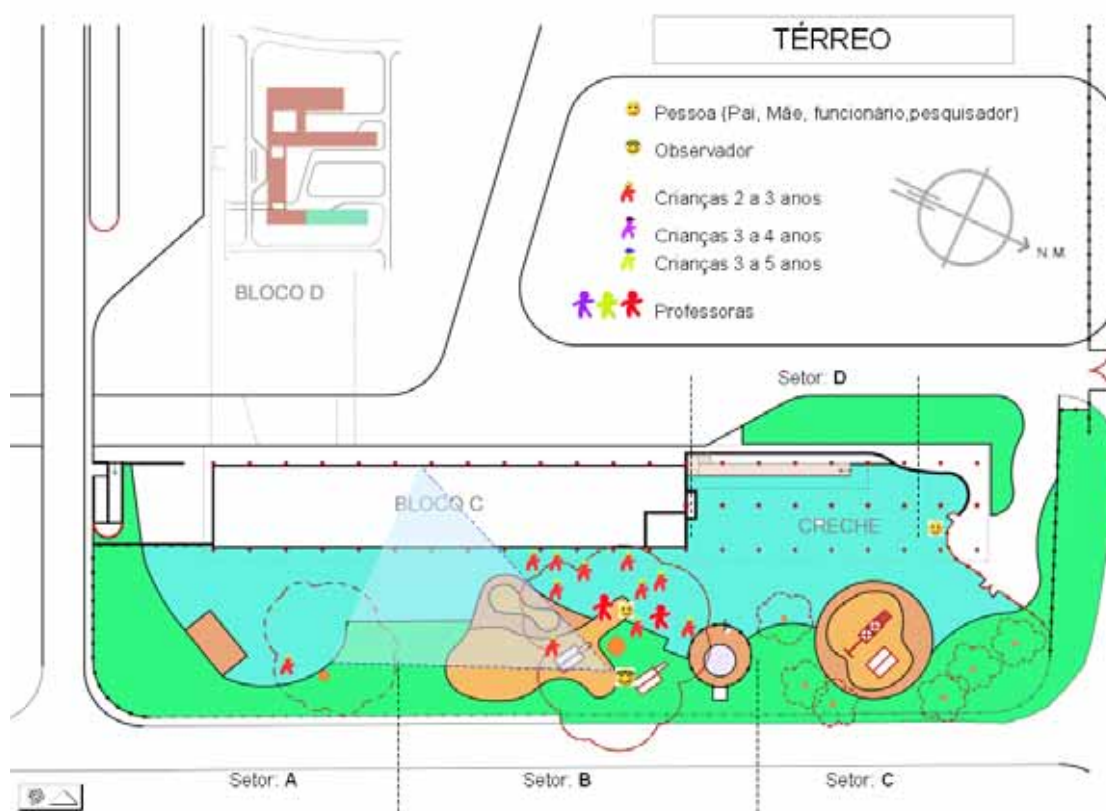 TÉRREO
Pessoa (Pai, Mãe, funcionário,pesquisador)
Observador
Crianças 2 a 3 anos
Crianças 3 a 4 anos
Crianças 3 a 5 anos
Professoras
N.M.
BLOCO D
Setor: D
BLOCO C
CRECHE
Setor: A
Setor: B
Setor: C